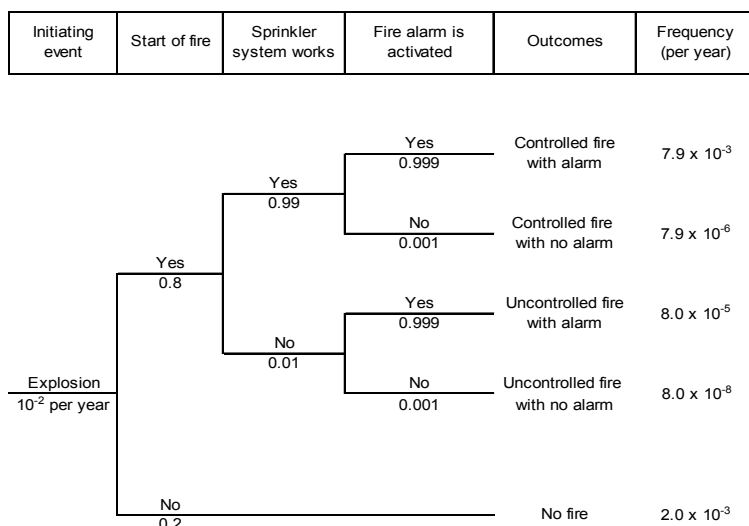 Initiating
event
Start of fire
Sprinkler
system works
Fire alarm is
activated
Outcomes
Frequency
(per year)
Yes
0.999
Controlled fire
with alarm
7.9 x 10⁻³
Yes
0.99
No
0.001
Controlled fire
with no alarm
7.9 x 10⁻⁶
Yes
0.8
Yes
0.999
Uncontrolled fire
with alarm
8.0 x 10⁻⁵
No
0.01
Explosion
10⁻² per year
No
0.001
Uncontrolled fire
with no alarm
8.0 x 10⁻⁸
No
0.2
No fire
2.0 x 10⁻³